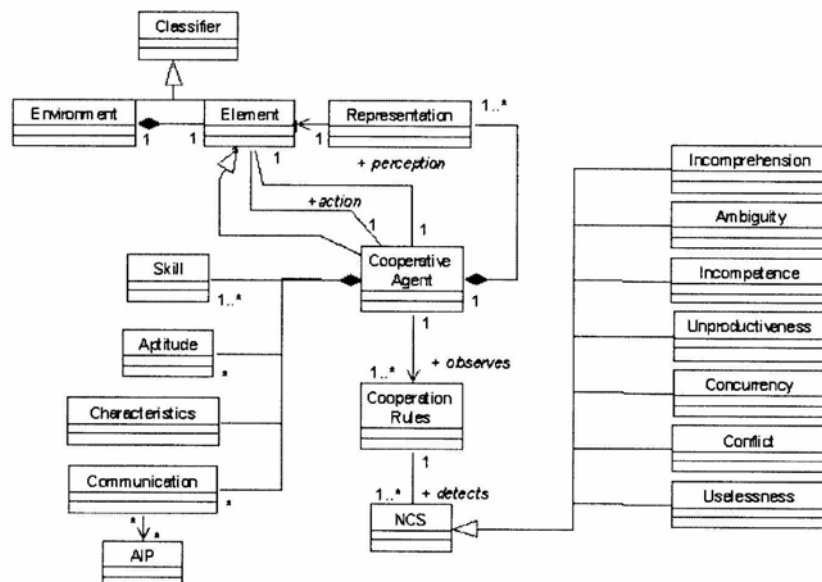 Classifier
Environment
Element
Representation
1..*
1
1
1
1
+ perception
+action
1
1
Incomprehension
Ambiguity
Incompetence
Unproductiveness
Concurrency
Conflict
Uselessness
Skill
1..*
Cooperative
Agent
1
1
Aptitude
*
+ observes
1..*
Cooperation
Rules
Characteristics
1
Communication
*
1..*
+ detects
NCS
*
*
AIP